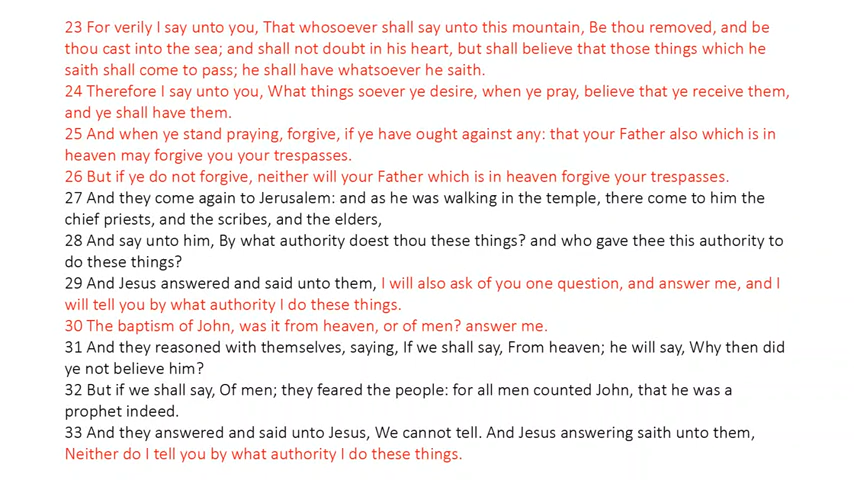 23 For verily I say unto you, That whosoever shall say unto this mountain, Be thou removed, and be
thou cast into the sea; and shall not doubt in his heart, but shall believe that those things which he
saith shall come to pass; he shall have whatsoever he saith.
24 Therefore I say unto you, What things soever ye desire, when ye pray, believe that ye receive them,
and ye shall have them.
25 And when ye stand praying, forgive, if ye have ought against any: that your Father also which is in
heaven may forgive you your trespasses.
26 But if ye do not forgive, neither will your Father which is in heaven forgive your trespasses.
27 And they come again to Jerusalem: and as he was walking in the temple, there come to him the
chief priests, and the scribes, and the elders,
28 And say unto him, By what authority doest thou these things? and who gave thee this authority to
do these things?
29 And Jesus answered and said unto them, I will also ask of you one question, and answer me, and I
will tell you by what authority I do these things.
30 The baptism of John, was it from heaven, or of men? answer me.
31 And they reasoned with themselves, saying, If we shall say, From heaven; he will say, Why then did
ye not believe him?
32 But if we shall say, Of men; they feared the people: for all men counted John, that he was a
prophet indeed.
33 And they answered and said unto Jesus, We cannot tell. And Jesus answering saith unto them,
Neither do I tell you by what authority I do these things.